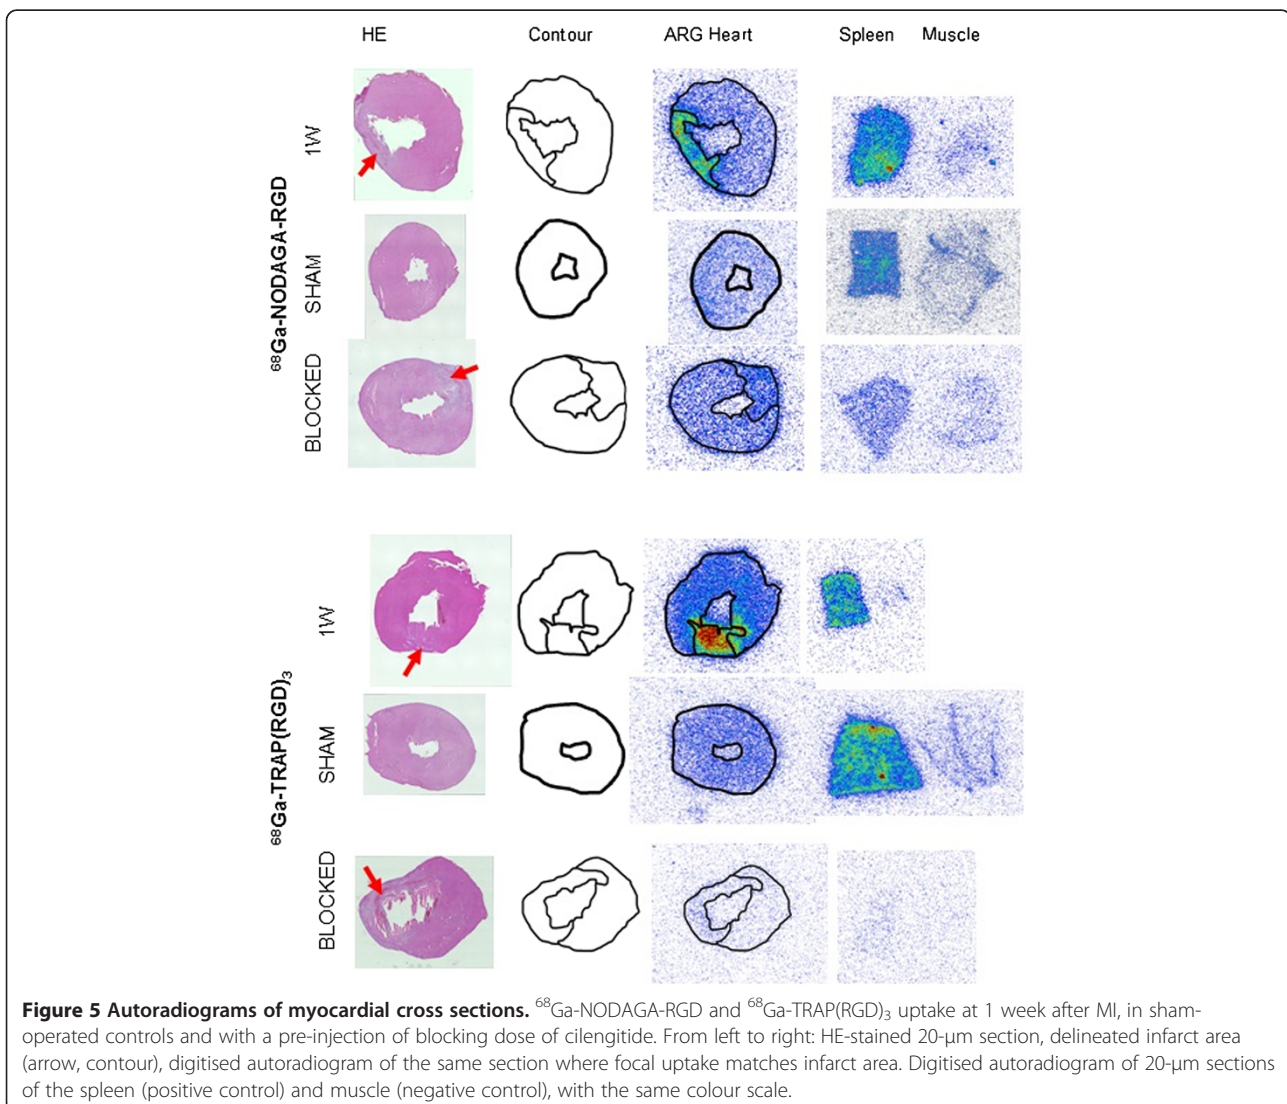 HE Contour ARG Heart Spleen Muscle
⁶⁸Ga-NODAGA-RGD
1W
SHAM
BLOCKED
⁶⁸Ga-TRAP(RGD)₃
1W
SHAM
BLOCKED
Figure 5 Autoradiograms of myocardial cross sections. ⁶⁸Ga-NODAGA-RGD and ⁶⁸Ga-TRAP(RGD)₃ uptake at 1 week after MI, in sham-
operated controls and with a pre-injection of blocking dose of cilengitide. From left to right: HE-stained 20-μm section, delineated infarct area
(arrow, contour), digitised autoradiogram of the same section where focal uptake matches infarct area. Digitised autoradiogram of 20-μm sections
of the spleen (positive control) and muscle (negative control), with the same colour scale.